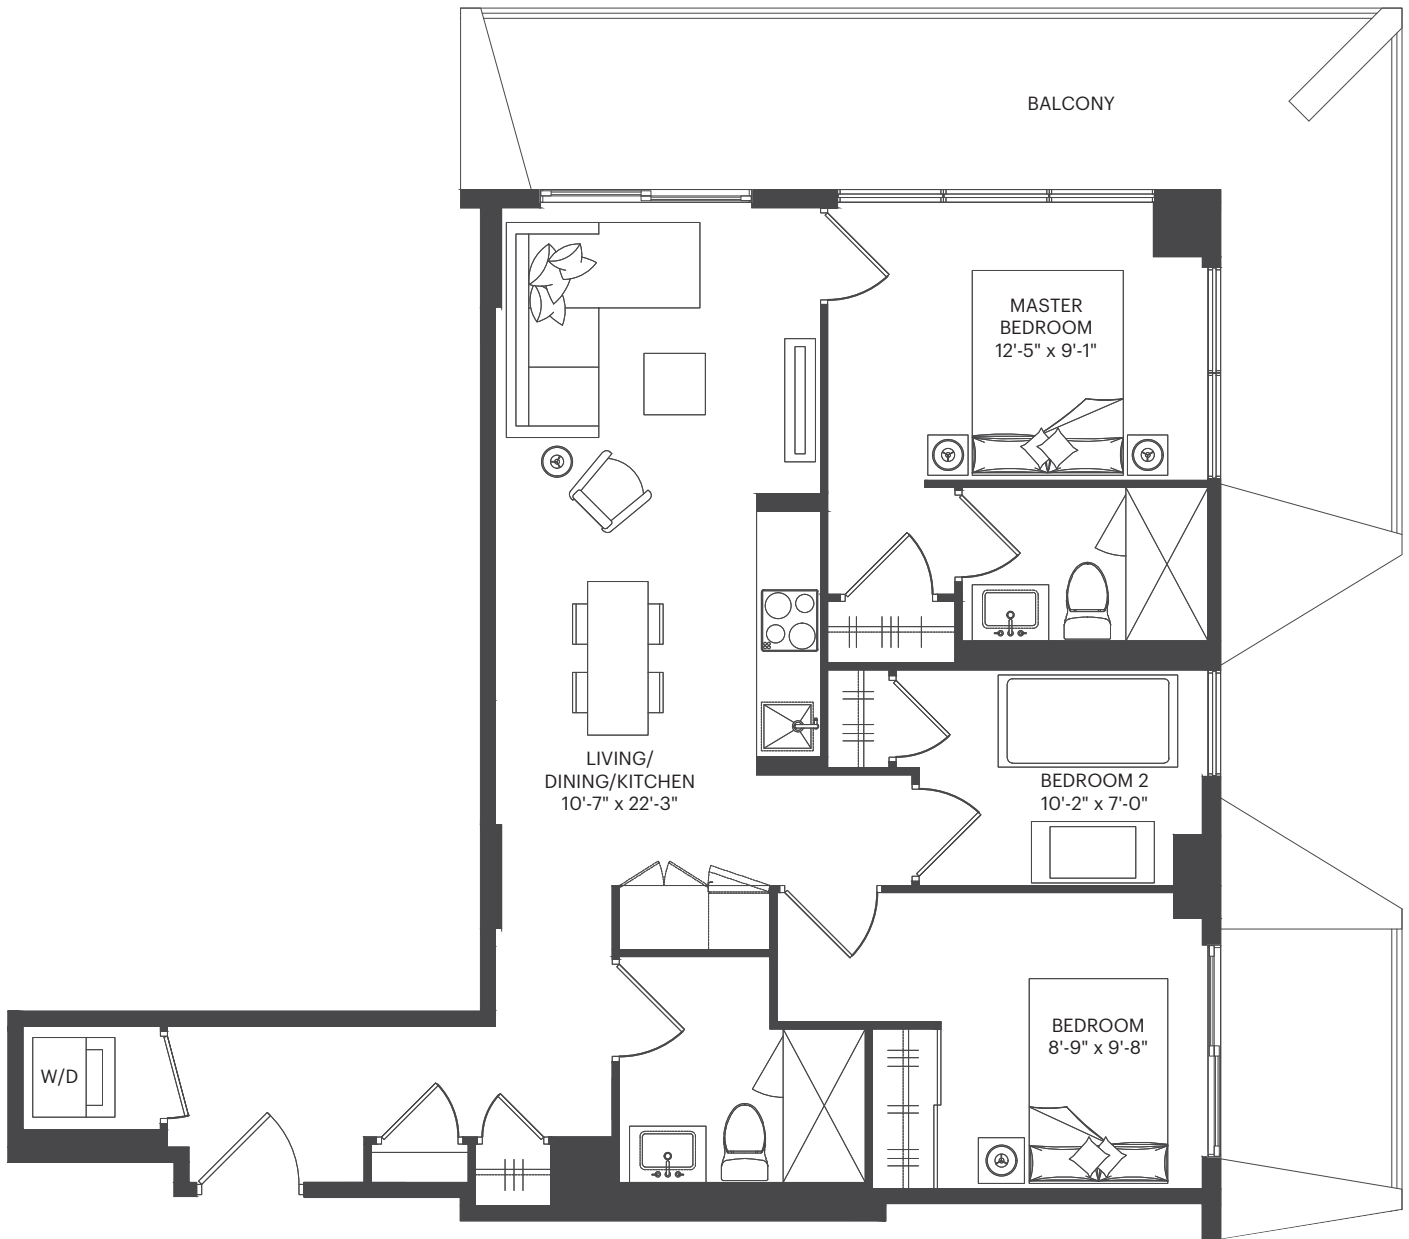 BALCONY
MASTER
BEDROOM
12'-5" x 9'-1"
LIVING/
DINING/KITCHEN
10'-7" x 22'-3"
BEDROOM 2
10'-2" x 7'-0"
BEDROOM
8'-9" x 9'-8"
W/D